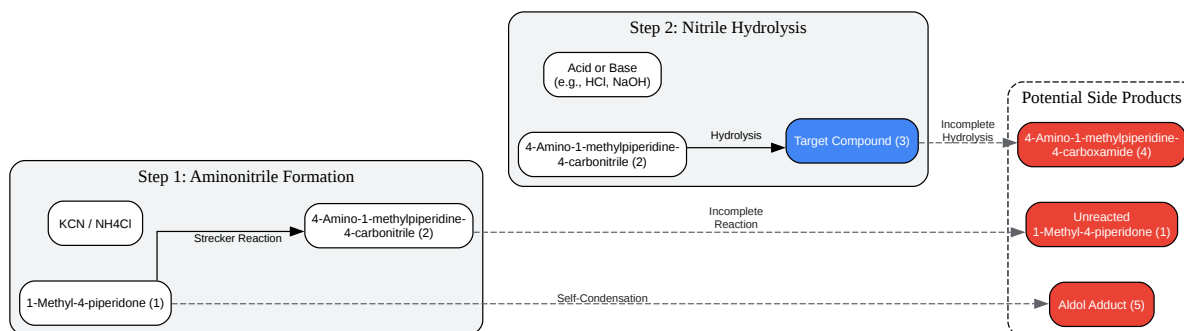 Step 2: Nitrile Hydrolysis
Acid or Base
(e.g., HCl, NaOH)
4-Amino-1-methylpiperidine-
4-carbonitrile (2)
Hydrolysis
Target Compound (3)
Incomplete
Hydrolysis
Potential Side Products
4-Amino-1-methylpiperidine-
4-carboxamide (4)
Step 1: Aminonitrile Formation
KCN / NH4Cl
Strecker Reaction
4-Amino-1-methylpiperidine-
4-carbonitrile (2)
Incomplete
Reaction
Unreacted
1-Methyl-4-piperidone (1)
1-Methyl-4-piperidone (1)
Self-Condensation
Aldol Adduct (5)